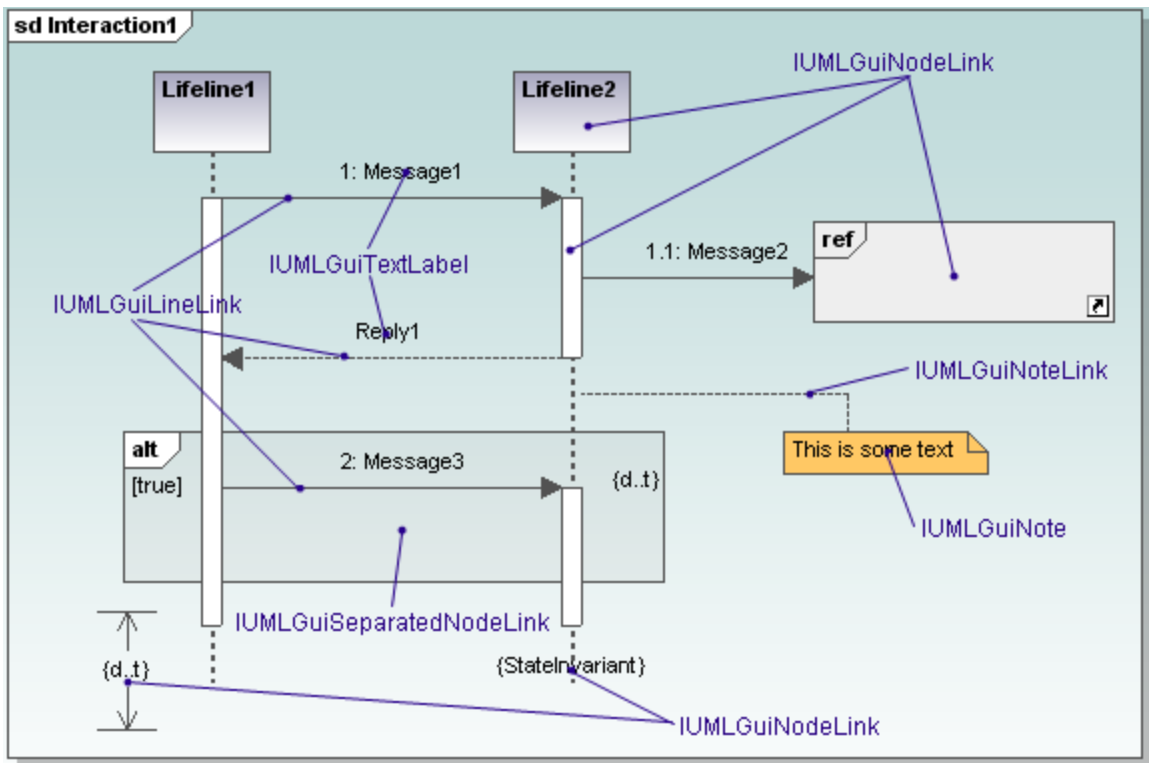 sd Interaction1
IUMLGuiNodeLink
Lifeline1
Lifeline2
1: Message1
ref
1.1: Message2
IUMLGuiTextLabel
IUMLGuiLineLink
Reply1
IUMLGuiNoteLink
alt
This is some text
2: Message3
[true]
{d..t}
IUMLGuiNote
IUMLGuiSeparatedNodeLink
{d..t}
{StateInvariant}
IUMLGuiNodeLink